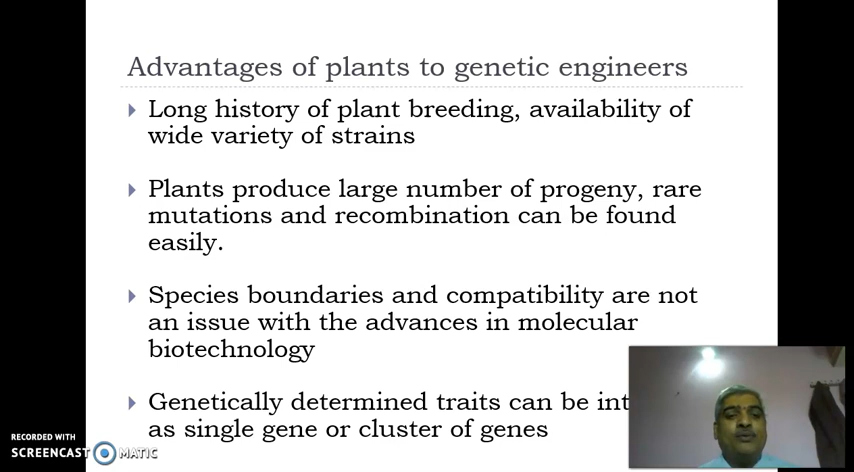 Advantages of plants to genetic engineers
Long history of plant breeding, availability of
wide variety of strains
Plants produce large number of progeny, rare
mutations and recombination can be found
easily.
Species boundaries and compatibility are not
an issue with the advances in molecular
biotechnology
Genetically determined traits can be
as single gene or cluster of genes
RECORDED WITH
SCREENCAST MATIC